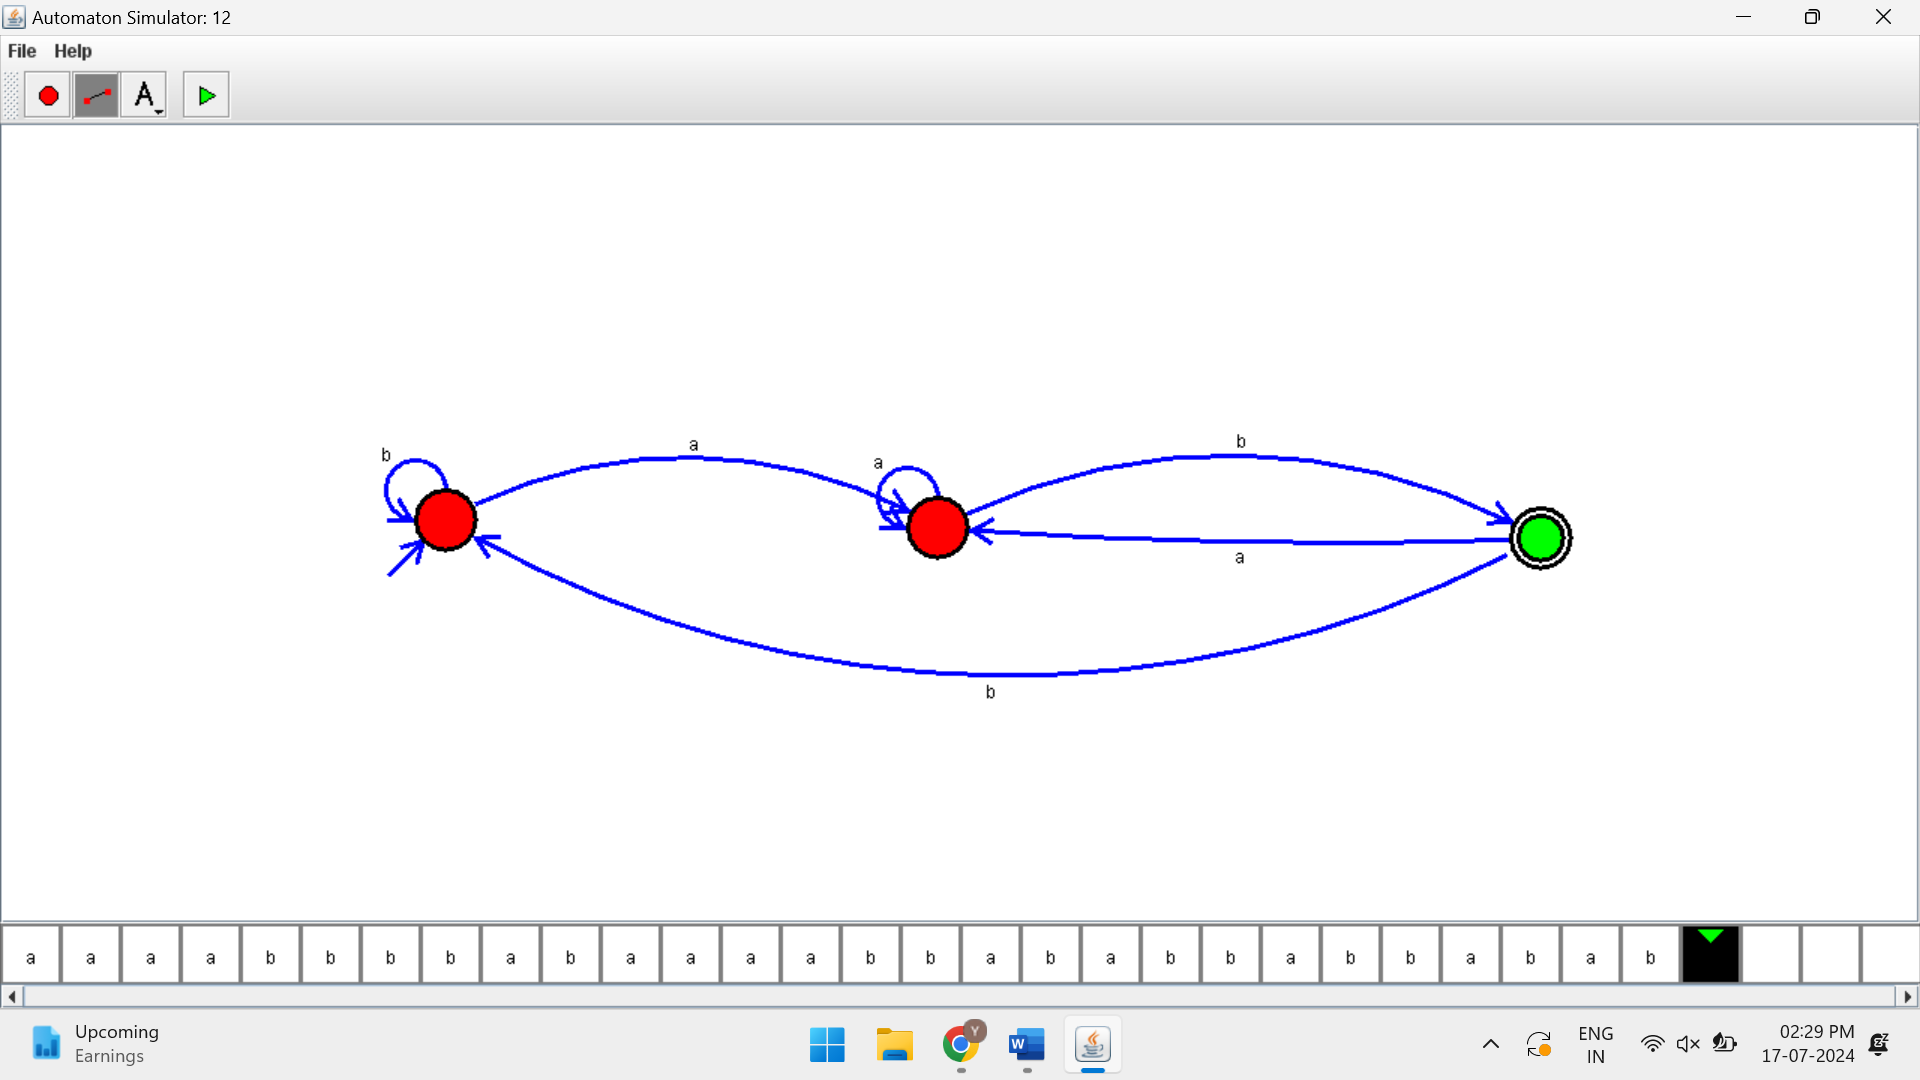 Automaton Simulator: 12
File Help
A
b a a b
a
b
a a a a b b b b a b a a a a b b a b a b b a b b a b a b
Upcoming
Earnings
Y
W
ENG
IN
02:29 PM
17-07-2024
z